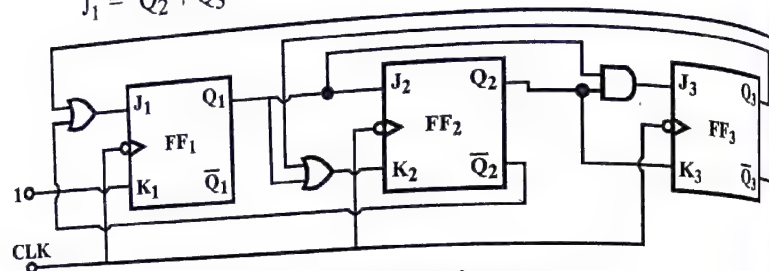 J₁ = Q₂ + Q₃
J₁ Q₁ J₂ Q₂ J₃ Q₃
FF₁ FF₂ FF₃
1 K₁ Q̅₁ K₂ Q̅₂ K₃ Q̅₃
CLK